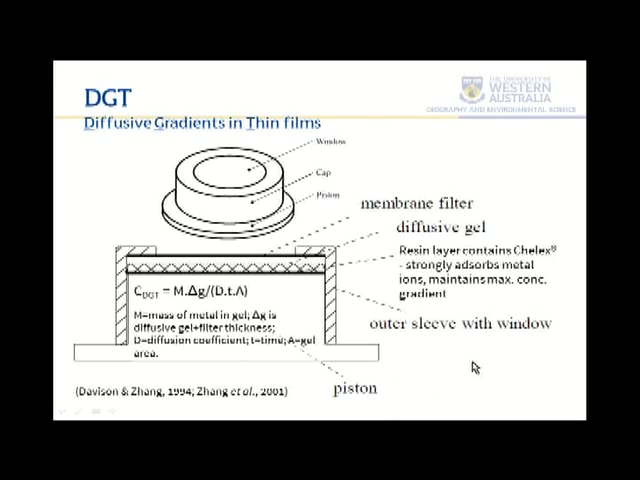 THE UNIVERSITY OF
WESTERN
AUSTRALIA
GEOGRAPHY AND ENVIRONMENTAL SCIENCE
DGT
Diffusive Gradients in Thin films
Window
Cap
Piston
membrane filter
diffusive gel
Resin layer contains Chelex®
- strongly adsorbs metal
ions, maintains max. conc.
gradient
C_DGT = M.Δg/(D.t.A)
M=mass of metal in gel; Δg is
diffusive gel+filter thickness;
D=diffusion coefficient; t=time; A=gel
area.
outer sleeve with window
piston
(Davison & Zhang, 1994; Zhang et al., 2001)